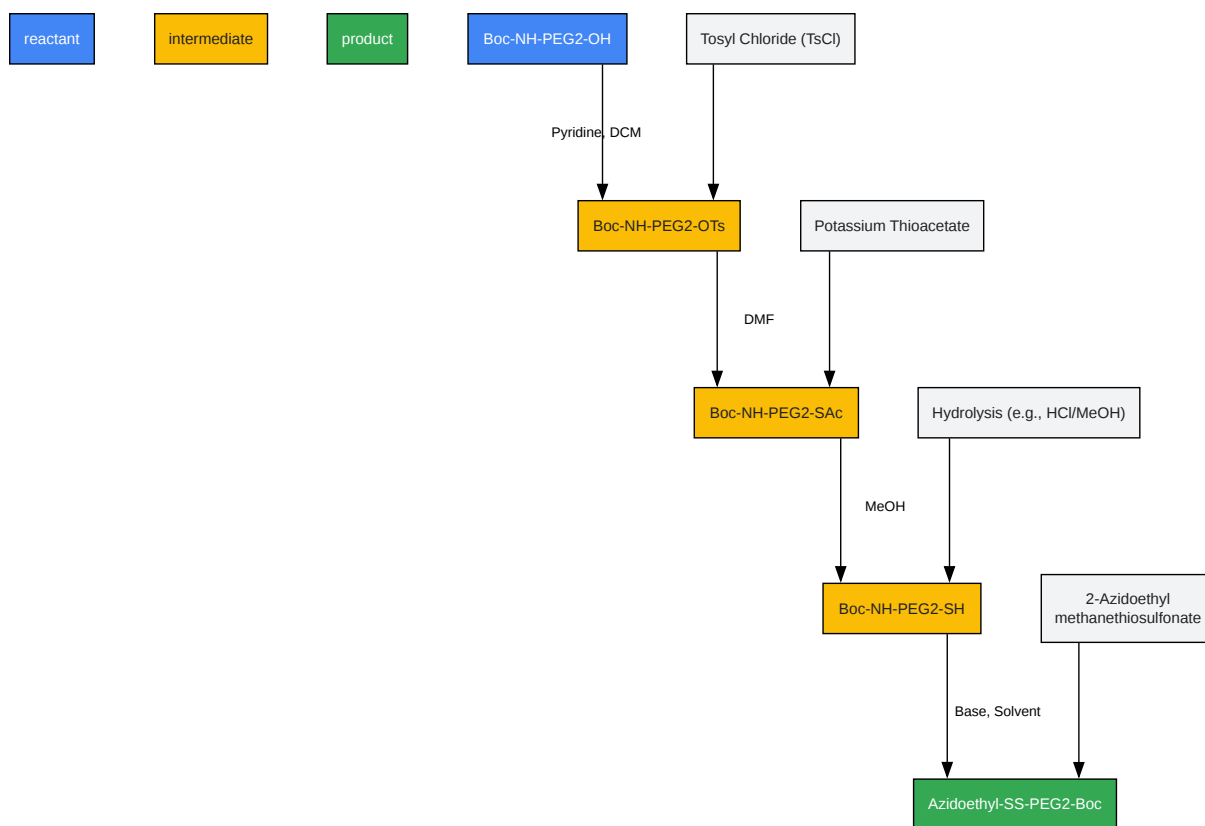 reactant
intermediate
product
Boc-NH-PEG2-OH
Tosyl Chloride (TsCl)
Pyridine, DCM
Boc-NH-PEG2-OTs
Potassium Thioacetate
DMF
Boc-NH-PEG2-SAc
Hydrolysis (e.g., HCl/MeOH)
MeOH
Boc-NH-PEG2-SH
2-Azidoethyl
methanethiosulfonate
Base, Solvent
Azidoethyl-SS-PEG2-Boc